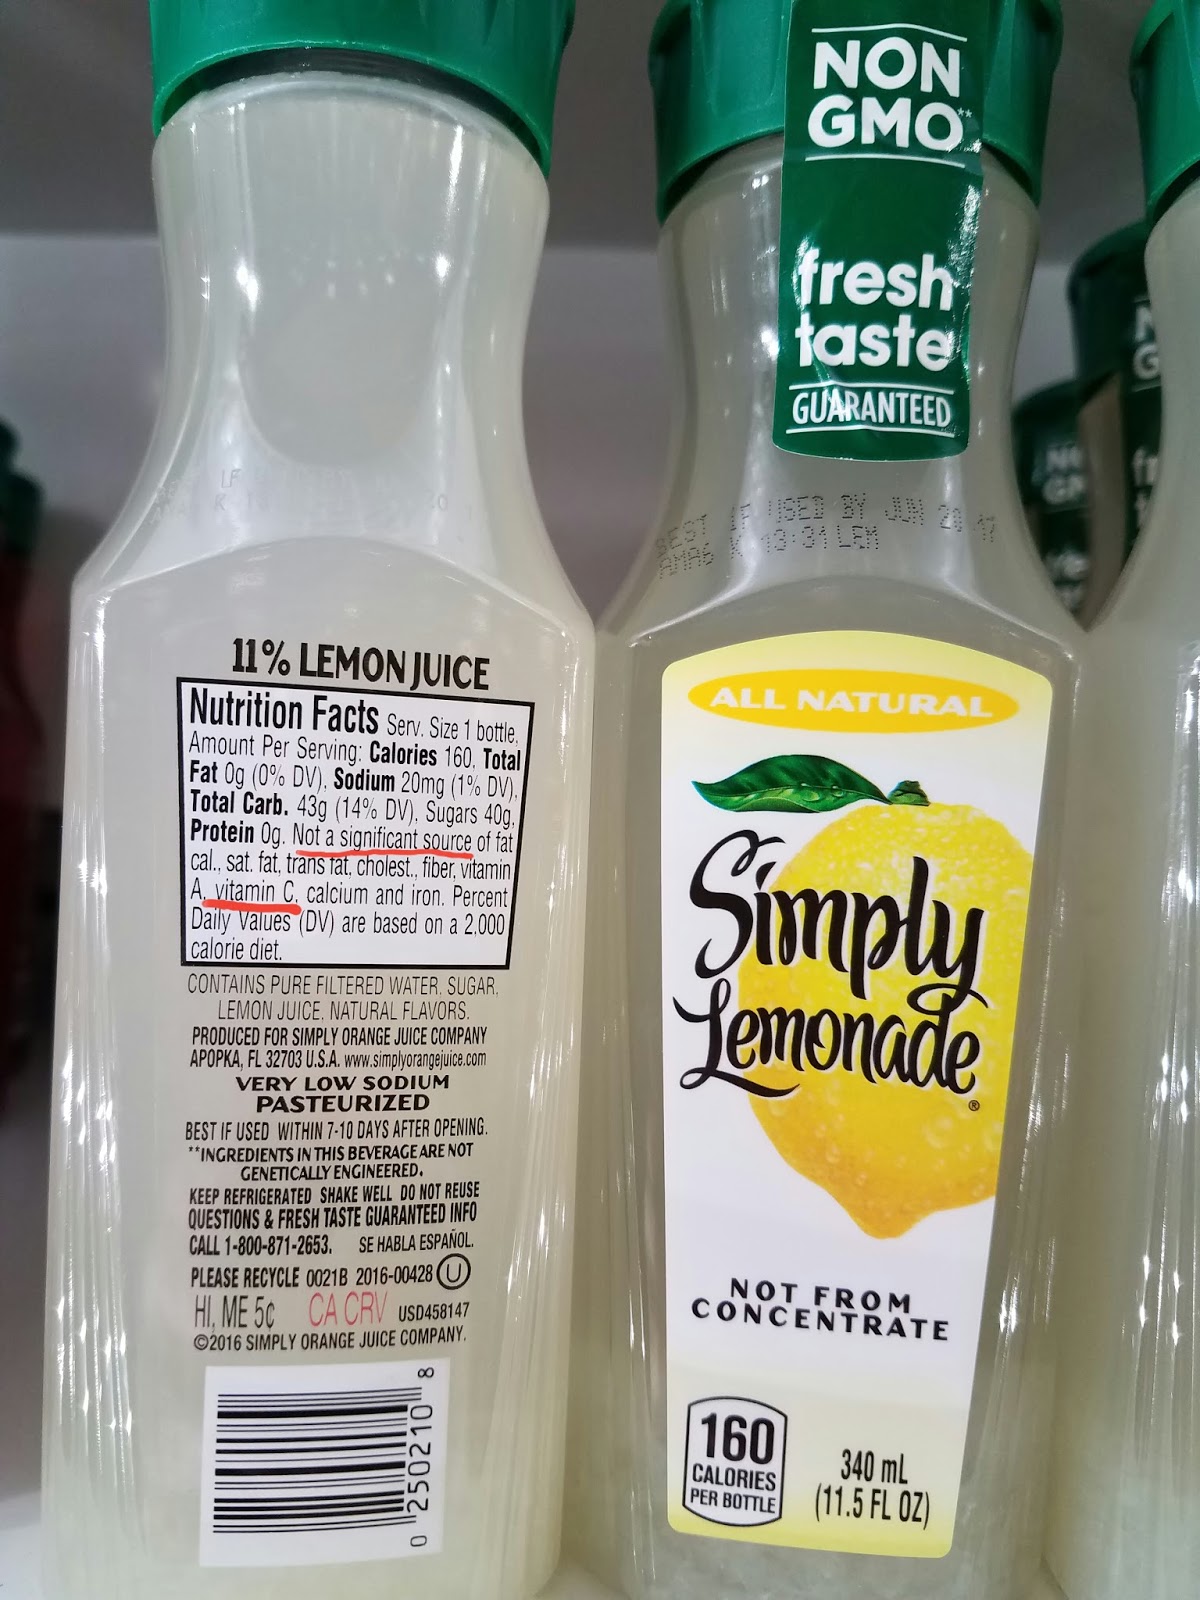 11% LEMON JUICE
Nutrition Facts Serv. Size 1 bottle,
Amount Per Serving: Calories 160, Total
Fat 0g (0% DV), Sodium 20mg (1% DV),
Total Carb. 43g (14% DV), Sugars 40g,
Protein 0g. Not a significant source of fat
cal., sat. fat, trans fat, cholest., fiber, vitamin
A, vitamin C, calcium and iron. Percent
Daily Values (DV) are based on a 2,000
calorie diet.
CONTAINS PURE FILTERED WATER, SUGAR,
LEMON JUICE, NATURAL FLAVORS.
PRODUCED FOR SIMPLY ORANGE JUICE COMPANY
APOPKA, FL 32703 U.S.A. www.simplyorangejuice.com
VERY LOW SODIUM
PASTEURIZED
BEST IF USED WITHIN 7-10 DAYS AFTER OPENING.
**INGREDIENTS IN THIS BEVERAGE ARE NOT
GENETICALLY ENGINEERED.
KEEP REFRIGERATED SHAKE WELL DO NOT REUSE
QUESTIONS & FRESH TASTE GUARANTEED INFO
CALL 1-800-871-2653. SE HABLA ESPAÑOL.
PLEASE RECYCLE 0021B 2016-00428 U
HI, ME 5¢ CA CRV USD458147
©2016 SIMPLY ORANGE JUICE COMPANY.
0 250210 8
NON
GMO**
fresh
taste
GUARANTEED
BEST IF USED BY JUN 20 17
AMA6 K 13:31 LEM
ALL NATURAL
Simply
Lemonade®
NOT FROM
CONCENTRATE
160
CALORIES
PER BOTTLE
340 mL
(11.5 FL OZ)